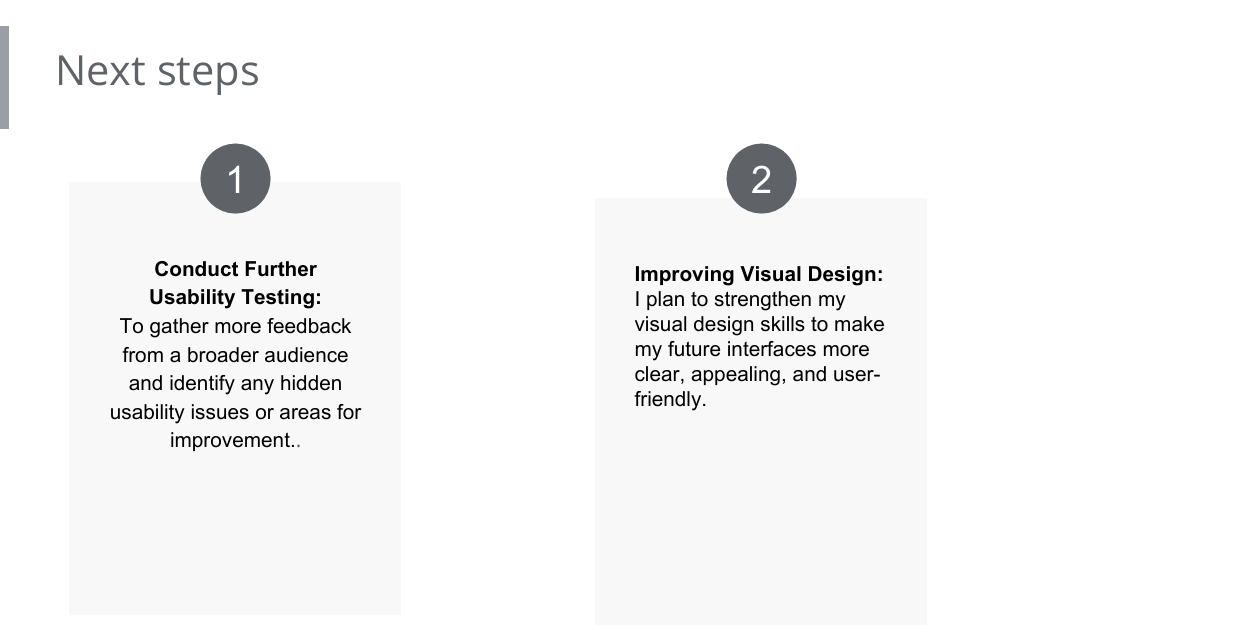 Next steps
1
Conduct Further
Usability Testing:
To gather more feedback
from a broader audience
and identify any hidden
usability issues or areas for
improvement..
2
Improving Visual Design:
I plan to strengthen my
visual design skills to make
my future interfaces more
clear, appealing, and user-
friendly.